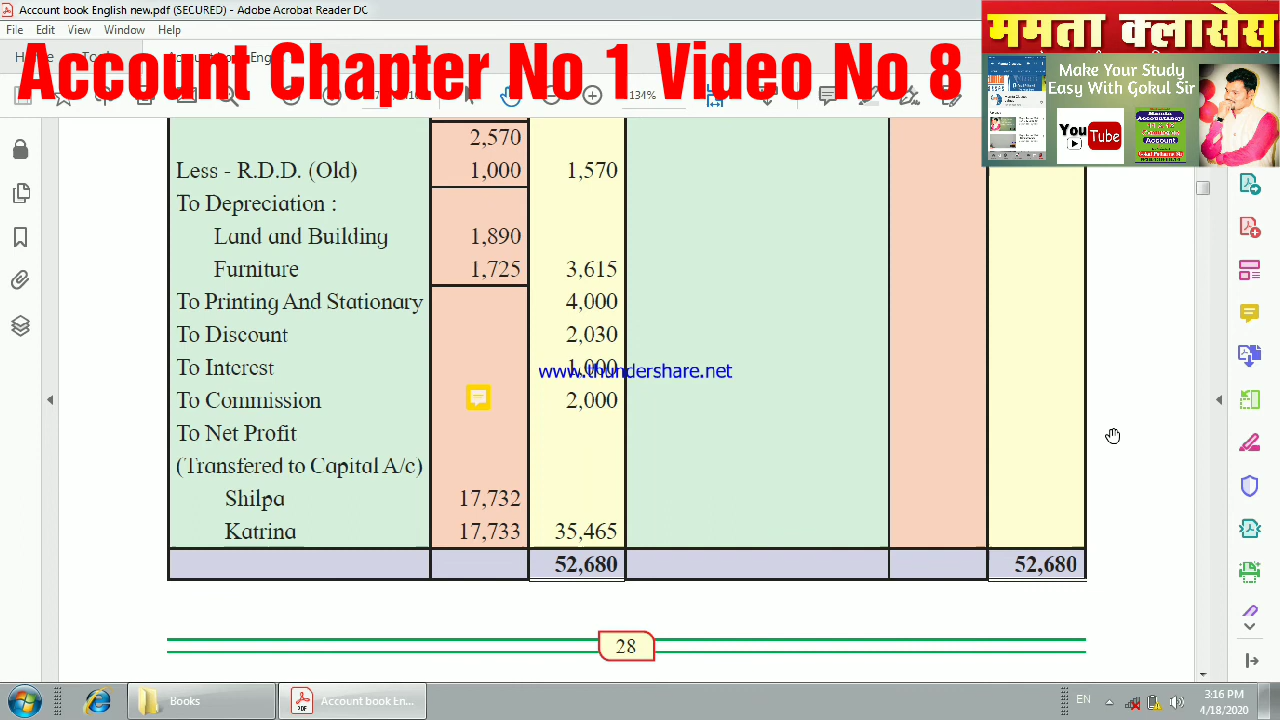 Account book English new.pdf (SECURED) - Adobe Acrobat Reader DC
File Edit View Window Help
Account Chapter No 1 Video No 8
ममता क्लासेस
Make Your Study
Easy With Gokul Sir
You Tube
Account
134%
2,570
Less - R.D.D. (Old) 1,000 1,570
To Depreciation :
Land and Building 1,890
Furniture 1,725 3,615
To Printing And Stationary 4,000
To Discount 2,030
To Interest 1,000
www.thundershare.net
To Commission 2,000
To Net Profit
(Transfered to Capital A/c)
Shilpa 17,732
Katrina 17,733 35,465
52,680 52,680
28
Books
Account book En...
EN
3:16 PM
4/18/2020